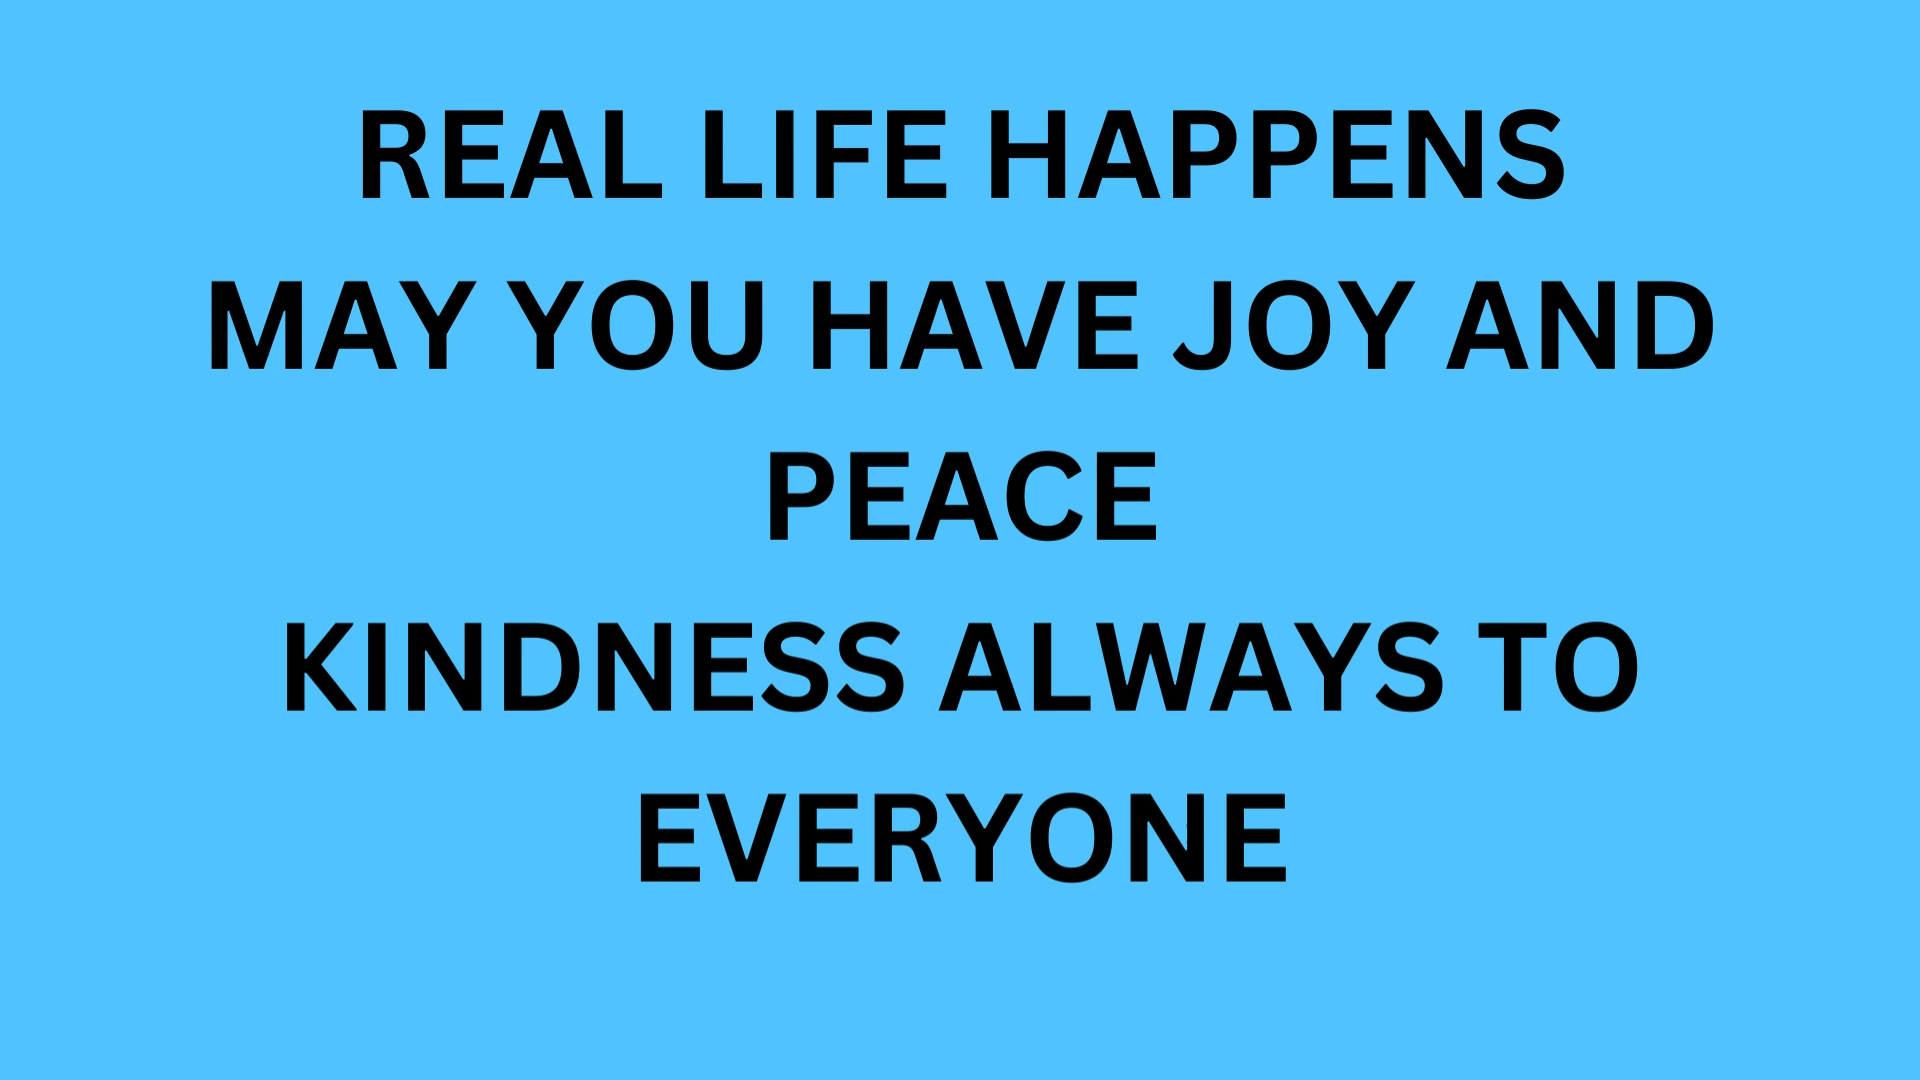 REAL LIFE HAPPENS
MAY YOU HAVE JOY AND
PEACE
KINDNESS ALWAYS TO
EVERYONE